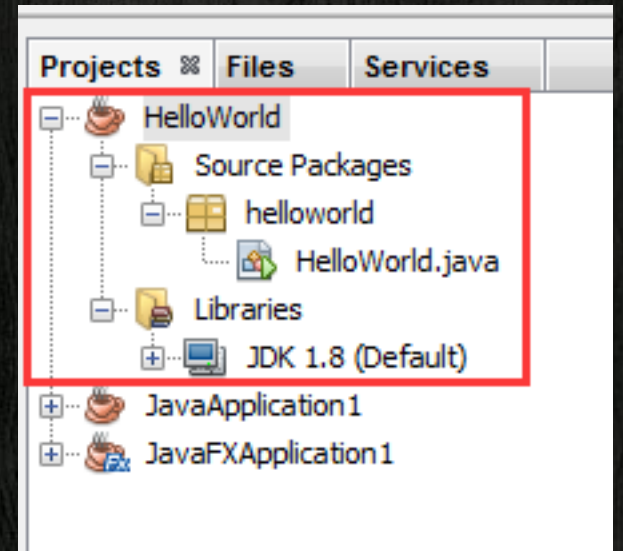 Projects Files Services
HelloWorld
Source Packages
helloworld
HelloWorld.java
Libraries
JDK 1.8 (Default)
JavaApplication1
JavaFXApplication1